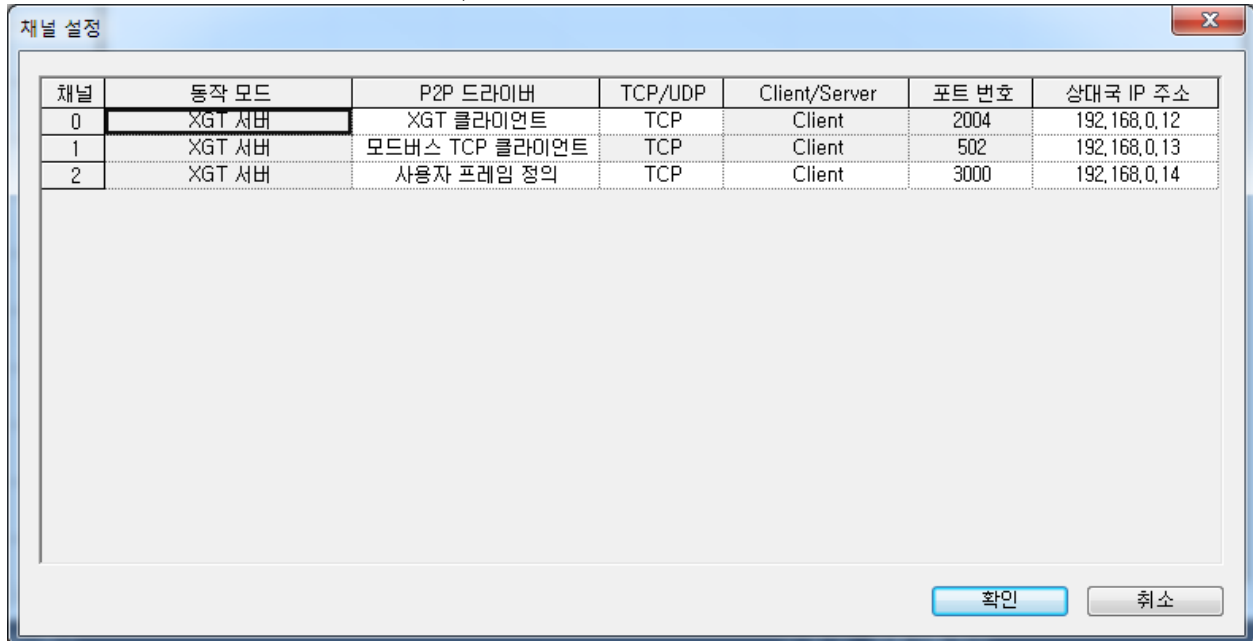 채널 설정
채널 동작 모드 P2P 드라이버 TCP/UDP Client/Server 포트 번호 상대국 IP 주소
0 XGT 서버 XGT 클라이언트 TCP Client 2004 192,168,0,12
1 XGT 서버 모드버스 TCP 클라이언트 TCP Client 502 192,168,0,13
2 XGT 서버 사용자 프레임 정의 TCP Client 3000 192,168,0,14
확인 취소